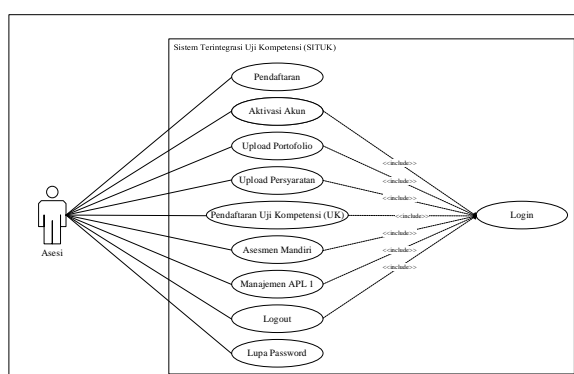 Sistem Terintegrasi Uji Kompetensi (SITUK)
Pendaftaran
Aktivasi Akun
Upload Portofolio
Upload Persyaratan
Pendaftaran Uji Kompetensi (UK)
Asesmen Mandiri
Manajemen APL 1
Logout
Lupa Password
Asesi
<<include>>
<<include>>
<<include>>
<<include>>
<<include>>
<<include>>
<<include>>
Login